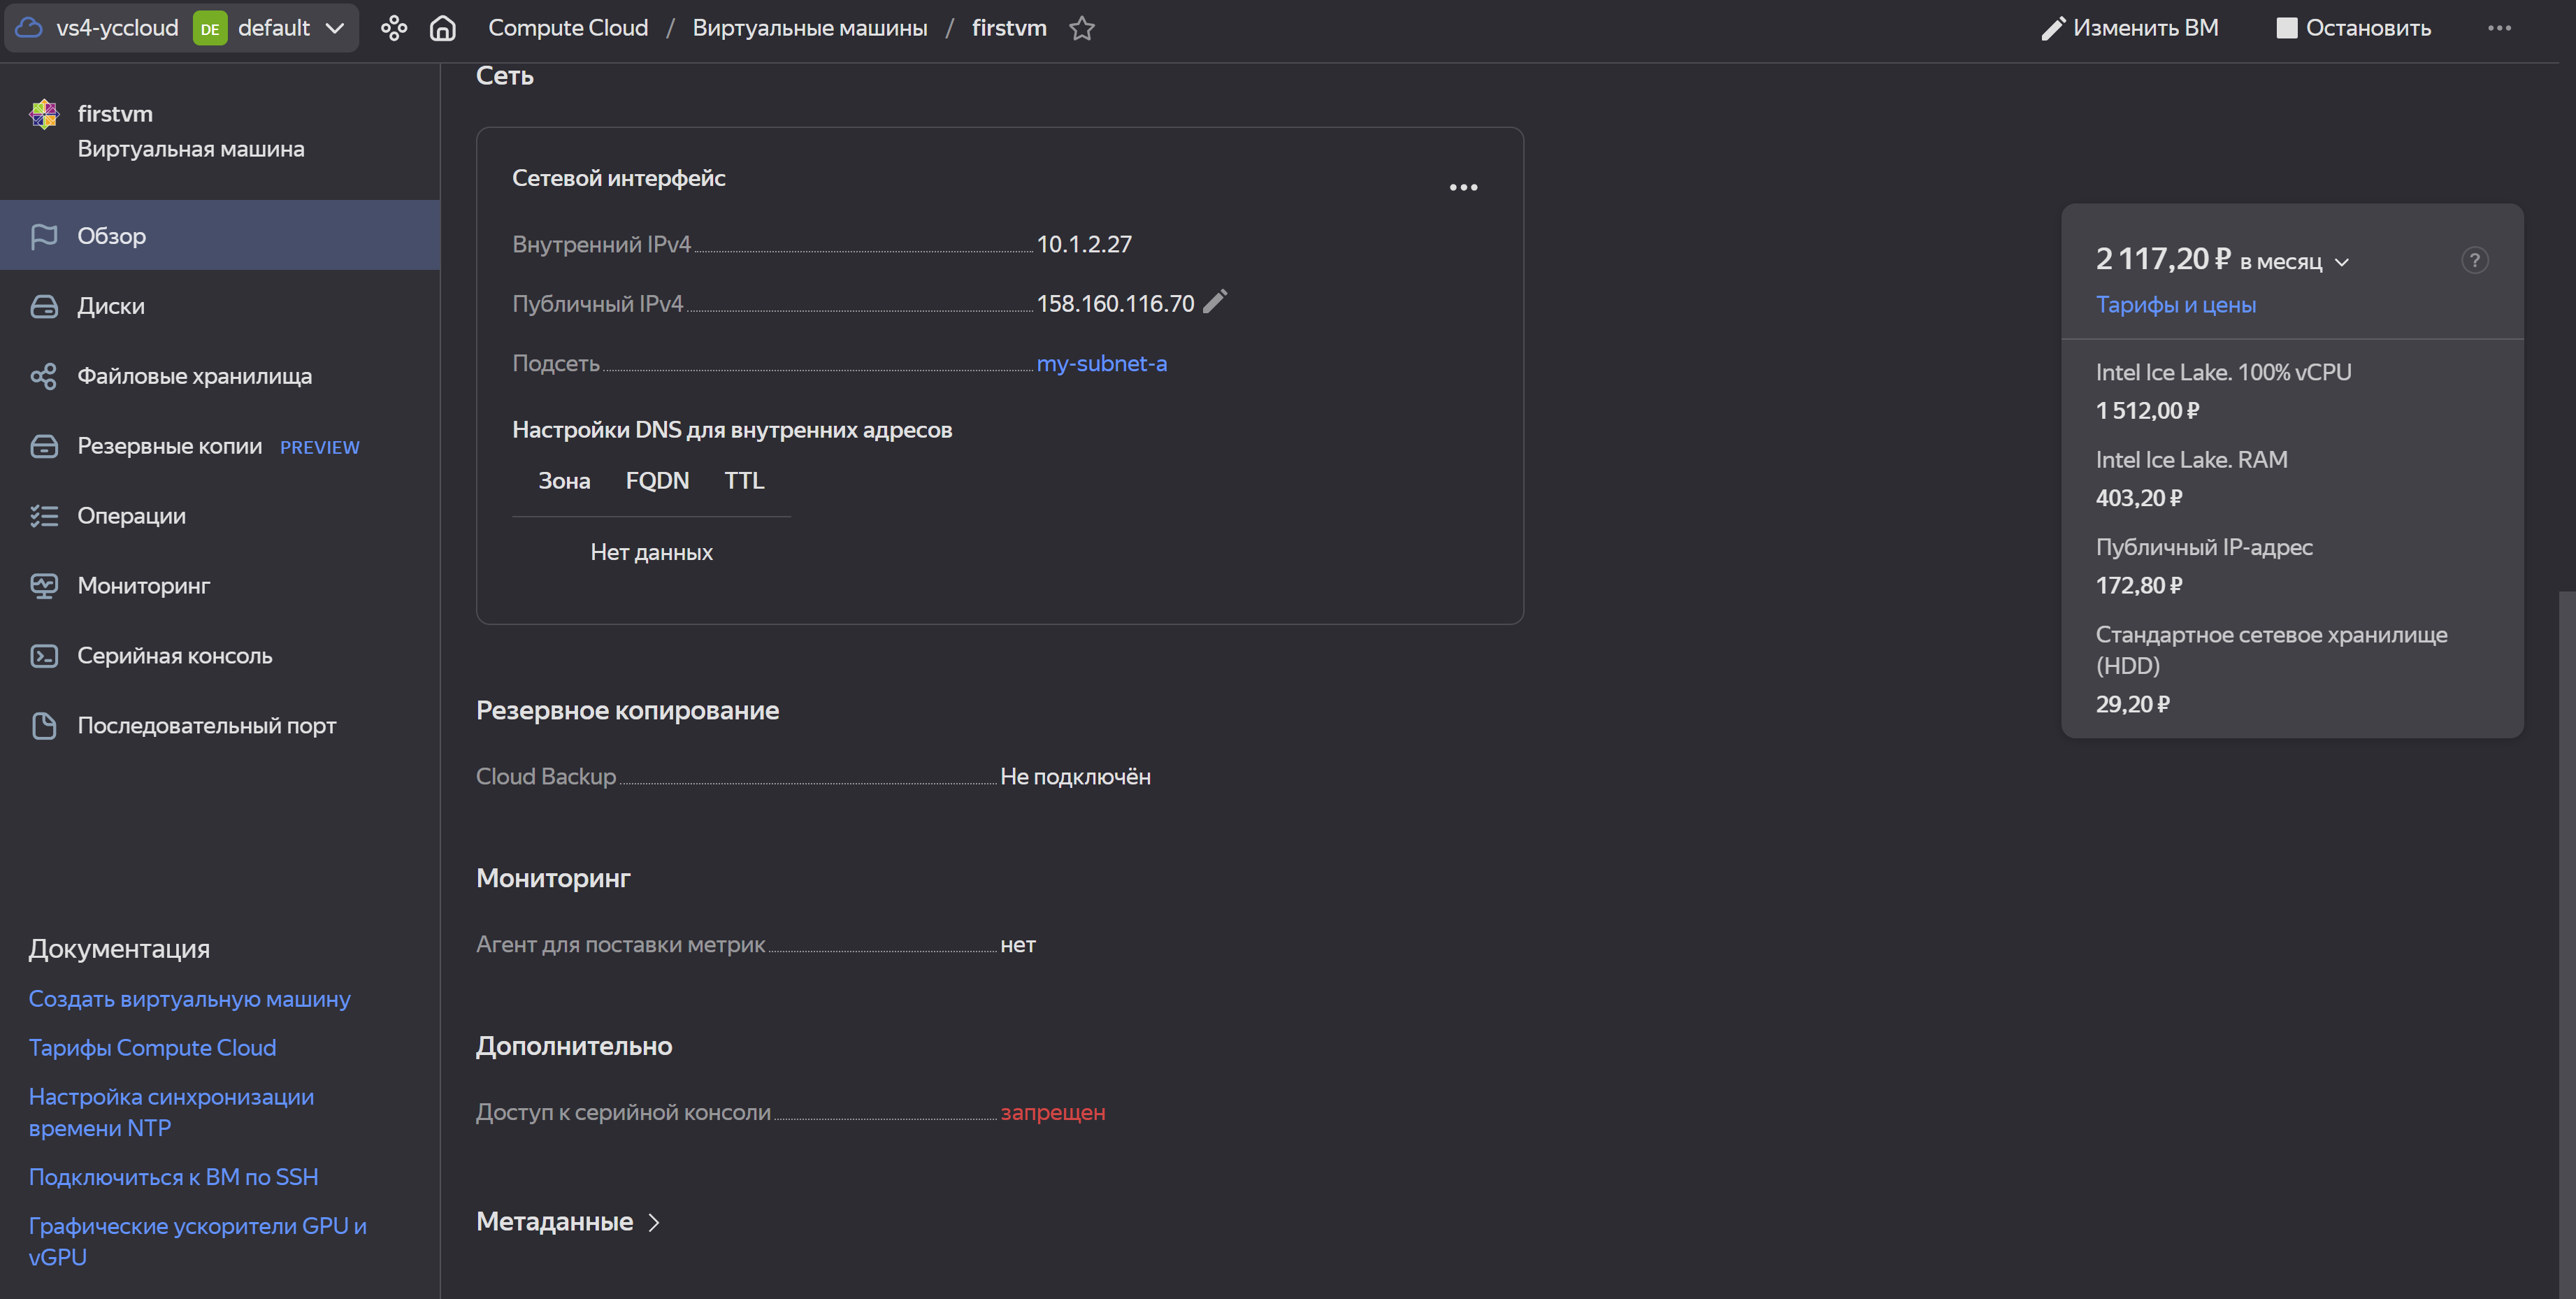 vs4-yccloud DE default
Compute Cloud / Виртуальные машины / firstvm
Изменить ВМ
Остановить
firstvm
Виртуальная машина
Обзор
Диски
Файловые хранилища
Резервные копии PREVIEW
Операции
Мониторинг
Серийная консоль
Последовательный порт
Документация
Создать виртуальную машину
Тарифы Compute Cloud
Настройка синхронизации
времени NTP
Подключиться к ВМ по SSH
Графические ускорители GPU и
vGPU
Сеть
Сетевой интерфейс
Внутренний IPv4 10.1.2.27
Публичный IPv4 158.160.116.70
Подсеть my-subnet-a
Настройки DNS для внутренних адресов
Зона FQDN TTL
Нет данных
Резервное копирование
Cloud Backup Не подключён
Мониторинг
Агент для поставки метрик нет
Дополнительно
Доступ к серийной консоли запрещен
Метаданные
2 117,20 ₽ в месяц ?
Тарифы и цены
Intel Ice Lake. 100% vCPU
1 512,00 ₽
Intel Ice Lake. RAM
403,20 ₽
Публичный IP-адрес
172,80 ₽
Стандартное сетевое хранилище
(HDD)
29,20 ₽